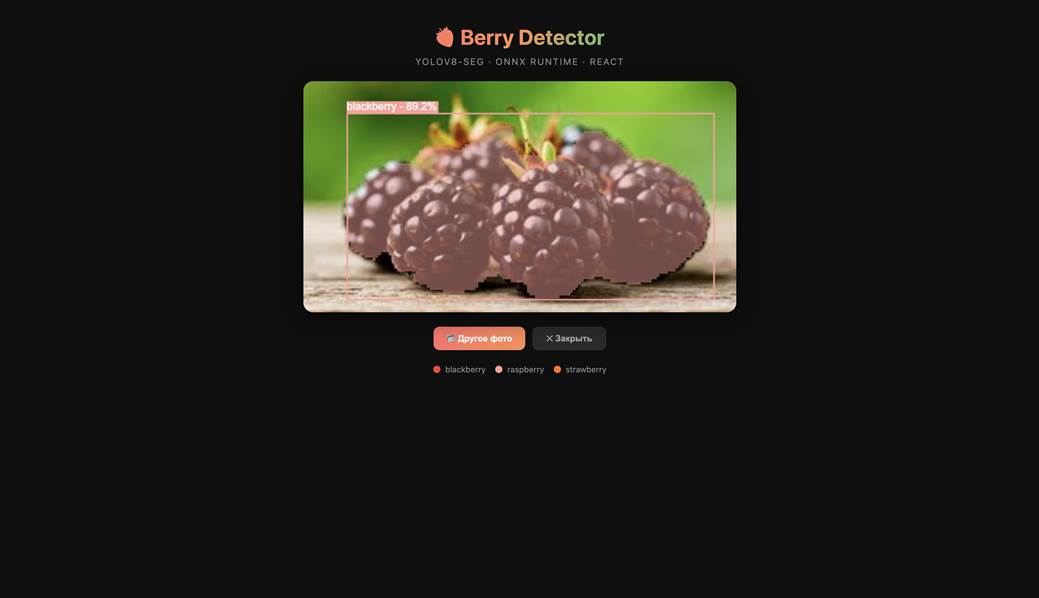 Berry Detector
YOLOV8-SEG · ONNX RUNTIME · REACT
blackberry - 89.2%
Другое фото
Закрыть
blackberry raspberry strawberry